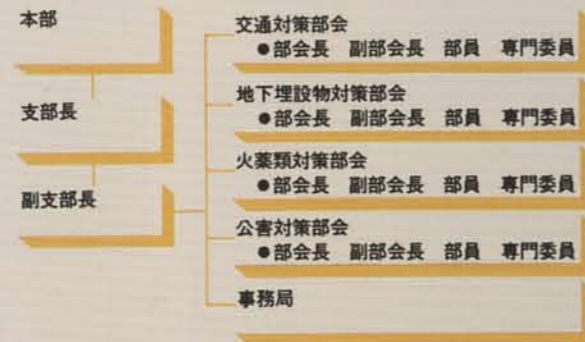 本部
支部長
副支部長
交通対策部会
●部会長 副部会長 部員 専門委員
地下埋設物対策部会
●部会長 副部会長 部員 専門委員
火薬類対策部会
●部会長 副部会長 部員 専門委員
公害対策部会
●部会長 副部会長 部員 専門委員
事務局